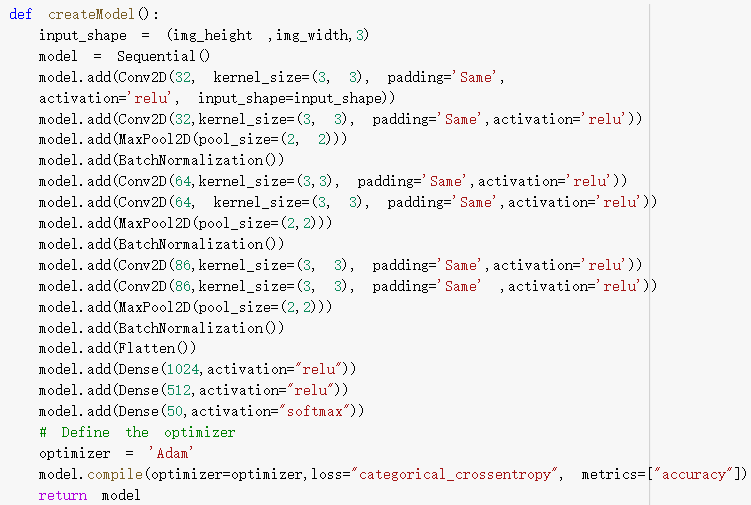 def createModel():
    input_shape = (img_height ,img_width,3)
    model = Sequential()
    model.add(Conv2D(32, kernel_size=(3, 3), padding='Same',
    activation='relu', input_shape=input_shape))
    model.add(Conv2D(32,kernel_size=(3, 3), padding='Same',activation='relu'))
    model.add(MaxPool2D(pool_size=(2, 2)))
    model.add(BatchNormalization())
    model.add(Conv2D(64,kernel_size=(3,3), padding='Same',activation='relu'))
    model.add(Conv2D(64, kernel_size=(3, 3), padding='Same',activation='relu'))
    model.add(MaxPool2D(pool_size=(2,2)))
    model.add(BatchNormalization())
    model.add(Conv2D(86,kernel_size=(3, 3), padding='Same',activation='relu'))
    model.add(Conv2D(86,kernel_size=(3, 3), padding='Same' ,activation='relu'))
    model.add(MaxPool2D(pool_size=(2,2)))
    model.add(BatchNormalization())
    model.add(Flatten())
    model.add(Dense(1024,activation="relu"))
    model.add(Dense(512,activation="relu"))
    model.add(Dense(50,activation="softmax"))
    # Define the optimizer
    optimizer = 'Adam'
    model.compile(optimizer=optimizer,loss="categorical_crossentropy", metrics=["accuracy"])
    return model